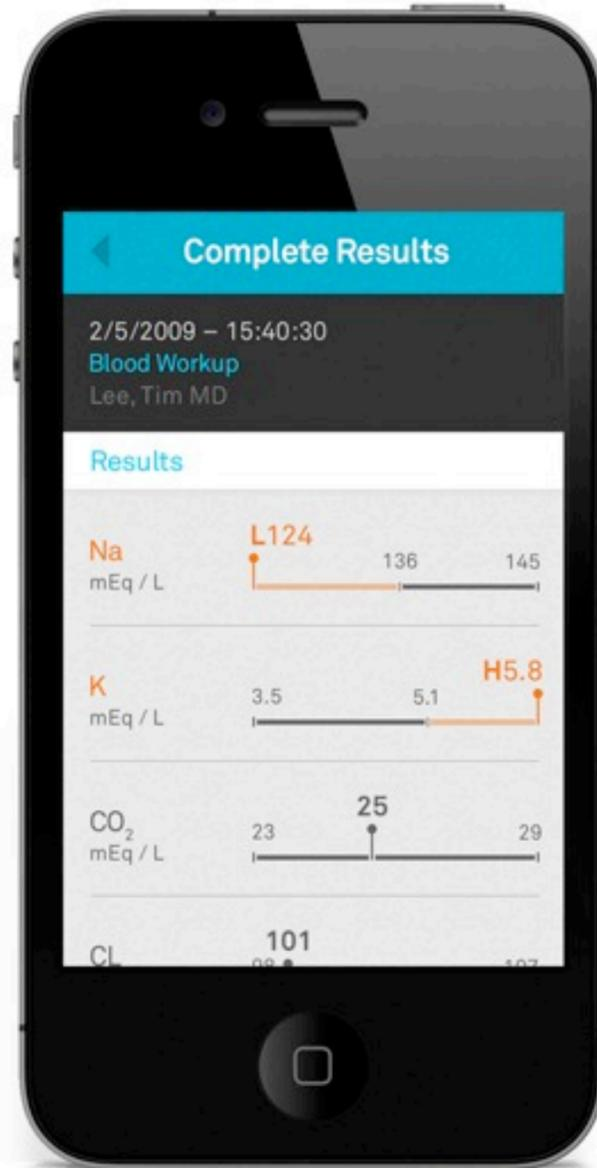 Complete Results
2/5/2009 – 15:40:30
Blood Workup
Lee, Tim MD
Results
Na
mEq / L
L124
136
145
K
mEq / L
3.5
5.1
H5.8
CO₂
mEq / L
23
25
29
CL
101